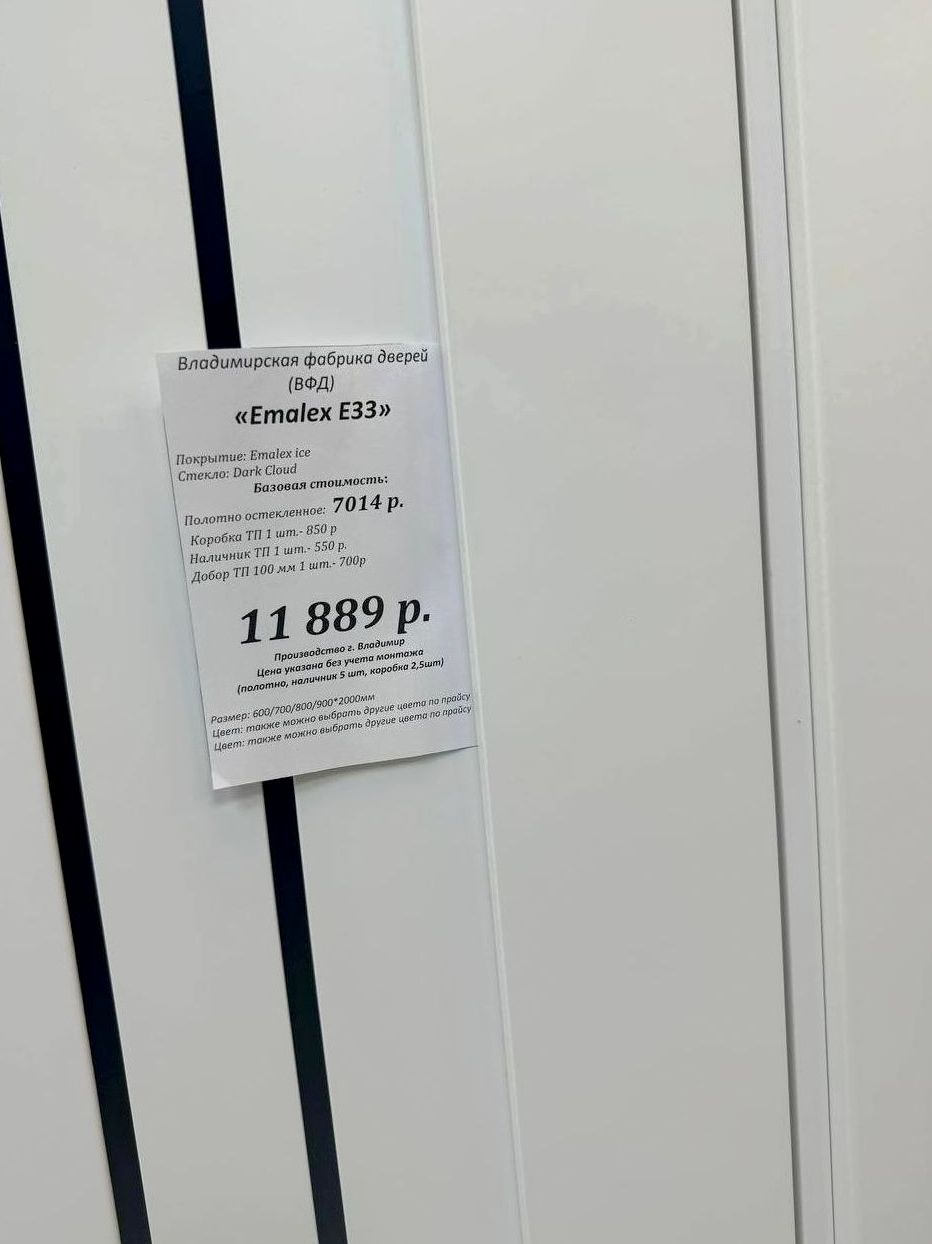 Владимирская фабрика дверей
(ВФД)
«Emalex E33»
Покрытие: Emalex ice
Стекло: Dark Cloud
Базовая стоимость:
Полотно остекленное: 7014 р.
Коробка ТП 1 шт.- 850 р
Наличник ТП 1 шт.- 550 р.
Добор ТП 100 мм 1 шт.- 700р
11 889 р.
Производство г. Владимир
Цена указана без учета монтажа
(полотно, наличник 5 шт, коробка 2,5шт)
Размер: 600/700/800/900*2000мм
Цвет: также можно выбрать другие цвета по прайсу
Цвет: также можно выбрать другие цвета по прайсу